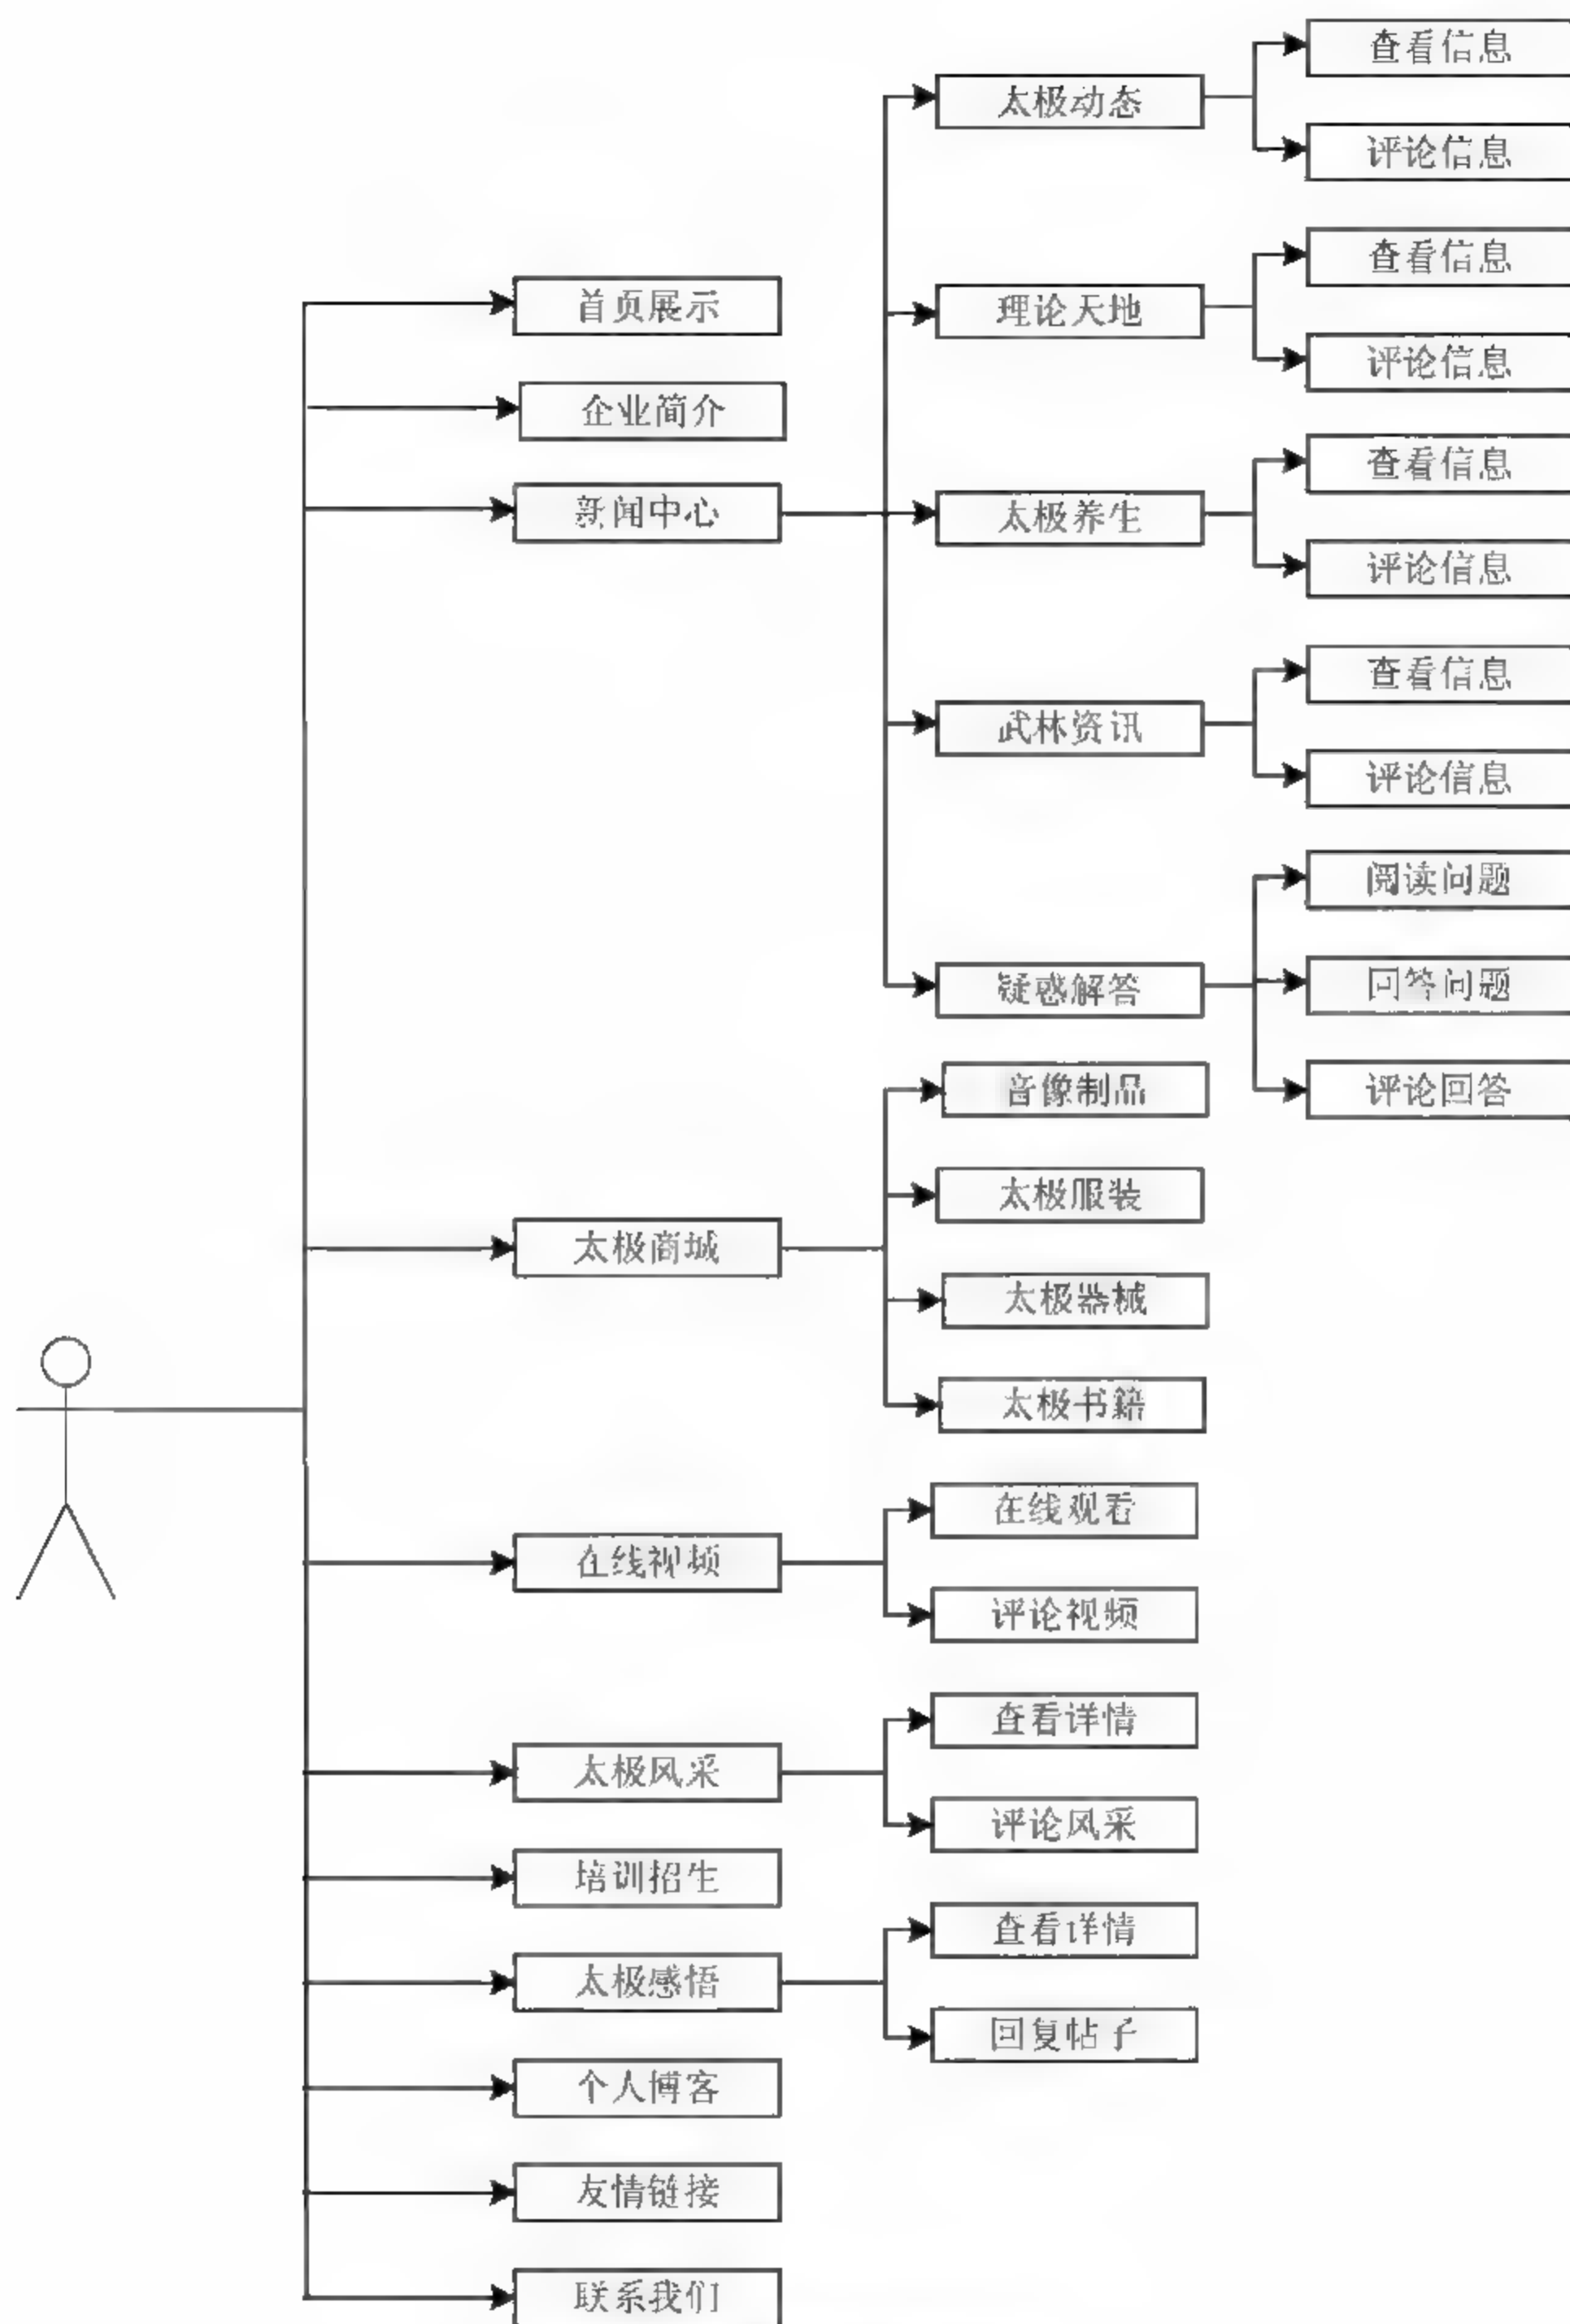 首页展示
企业简介
新闻中心
太极动态
查看信息
评论信息
理论天地
查看信息
评论信息
太极养生
查看信息
评论信息
武林资讯
查看信息
评论信息
疑惑解答
阅读问题
回答问题
评论回答
太极商城
音像制品
太极服装
太极器械
太极书籍
在线视频
在线观看
评论视频
太极风采
查看详情
评论风采
培训招生
太极感悟
查看详情
回复帖子
个人博客
友情链接
联系我们